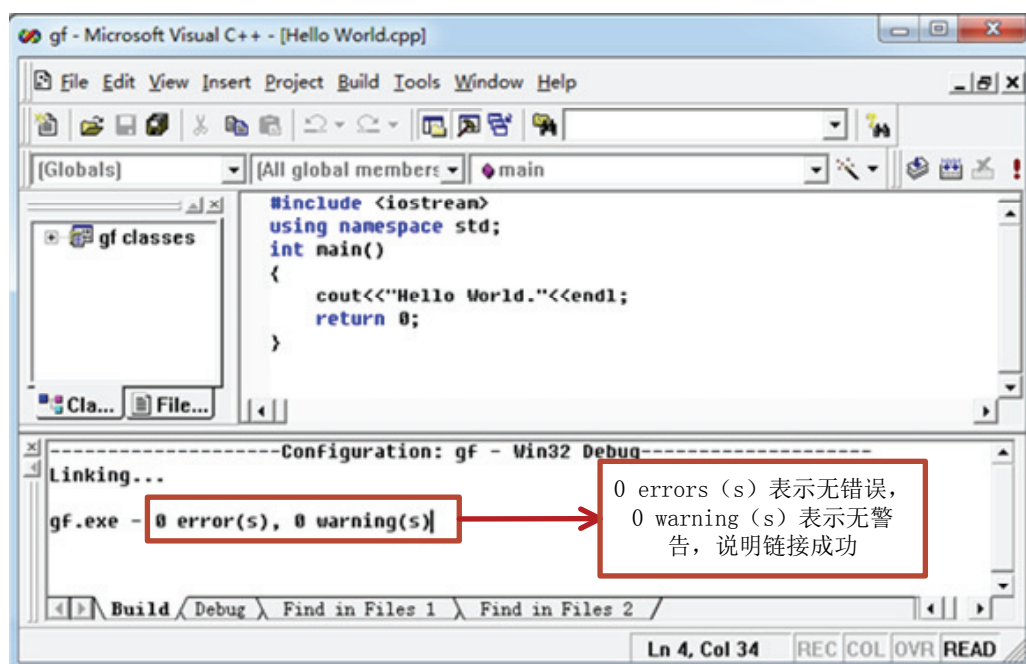 gf - Microsoft Visual C++ - [Hello World.cpp]
File Edit View Insert Project Build Tools Window Help
(Globals) (All global members main
gf classes
#include <iostream>
using namespace std;
int main()
{
cout<<"Hello World."<<endl;
return 0;
}
Cla... File...
--------------------Configuration: gf - Win32 Debug--------------------
Linking...
gf.exe - 0 error(s), 0 warning(s)
0 errors（s）表示无错误，
0 warning（s）表示无警
告，说明链接成功
Build Debug Find in Files 1 Find in Files 2
Ln 4, Col 34 REC COL OVR READ